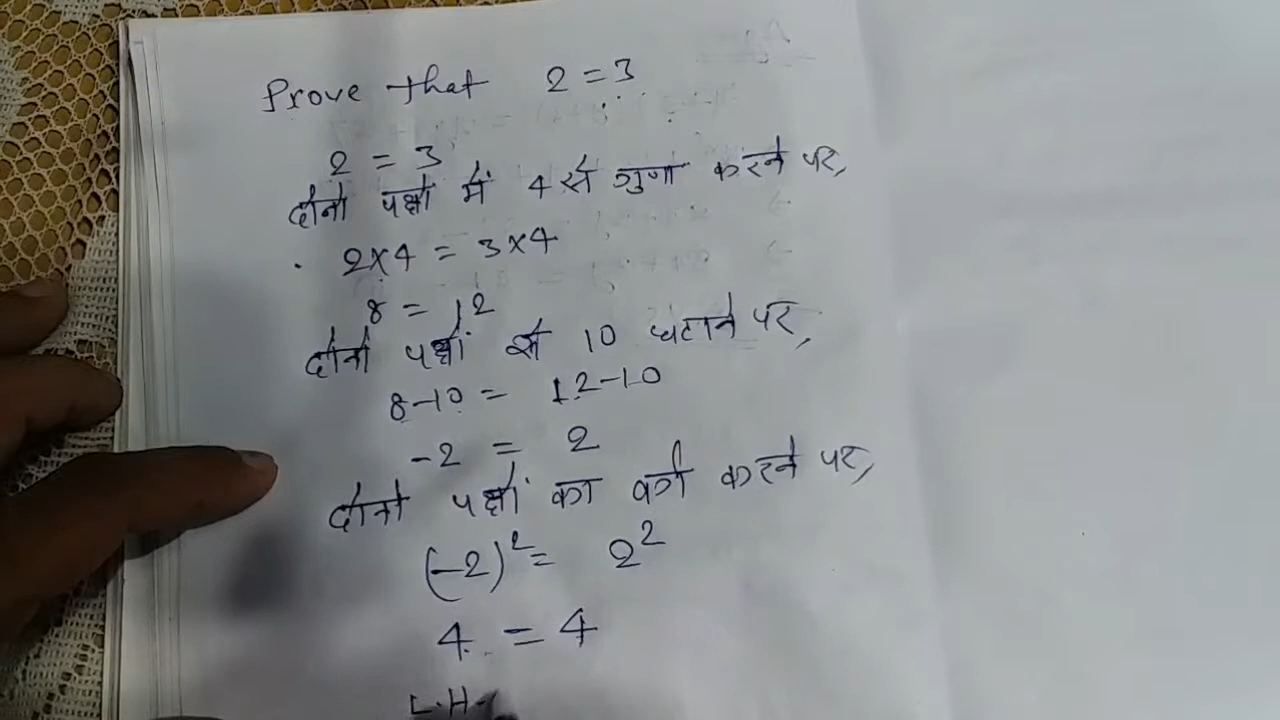 Prove that 2 = 3
2 = 3
दोनो पक्षो में 4 से गुणा करने पर,
2×4 = 3×4
8 = 12
दोनो पक्षों से 10 घटाने पर,
8-10 = 12-10
-2 = 2
दोनो पक्षों का वर्ग करने पर,
(-2)² = 2²
4 = 4
L.H.